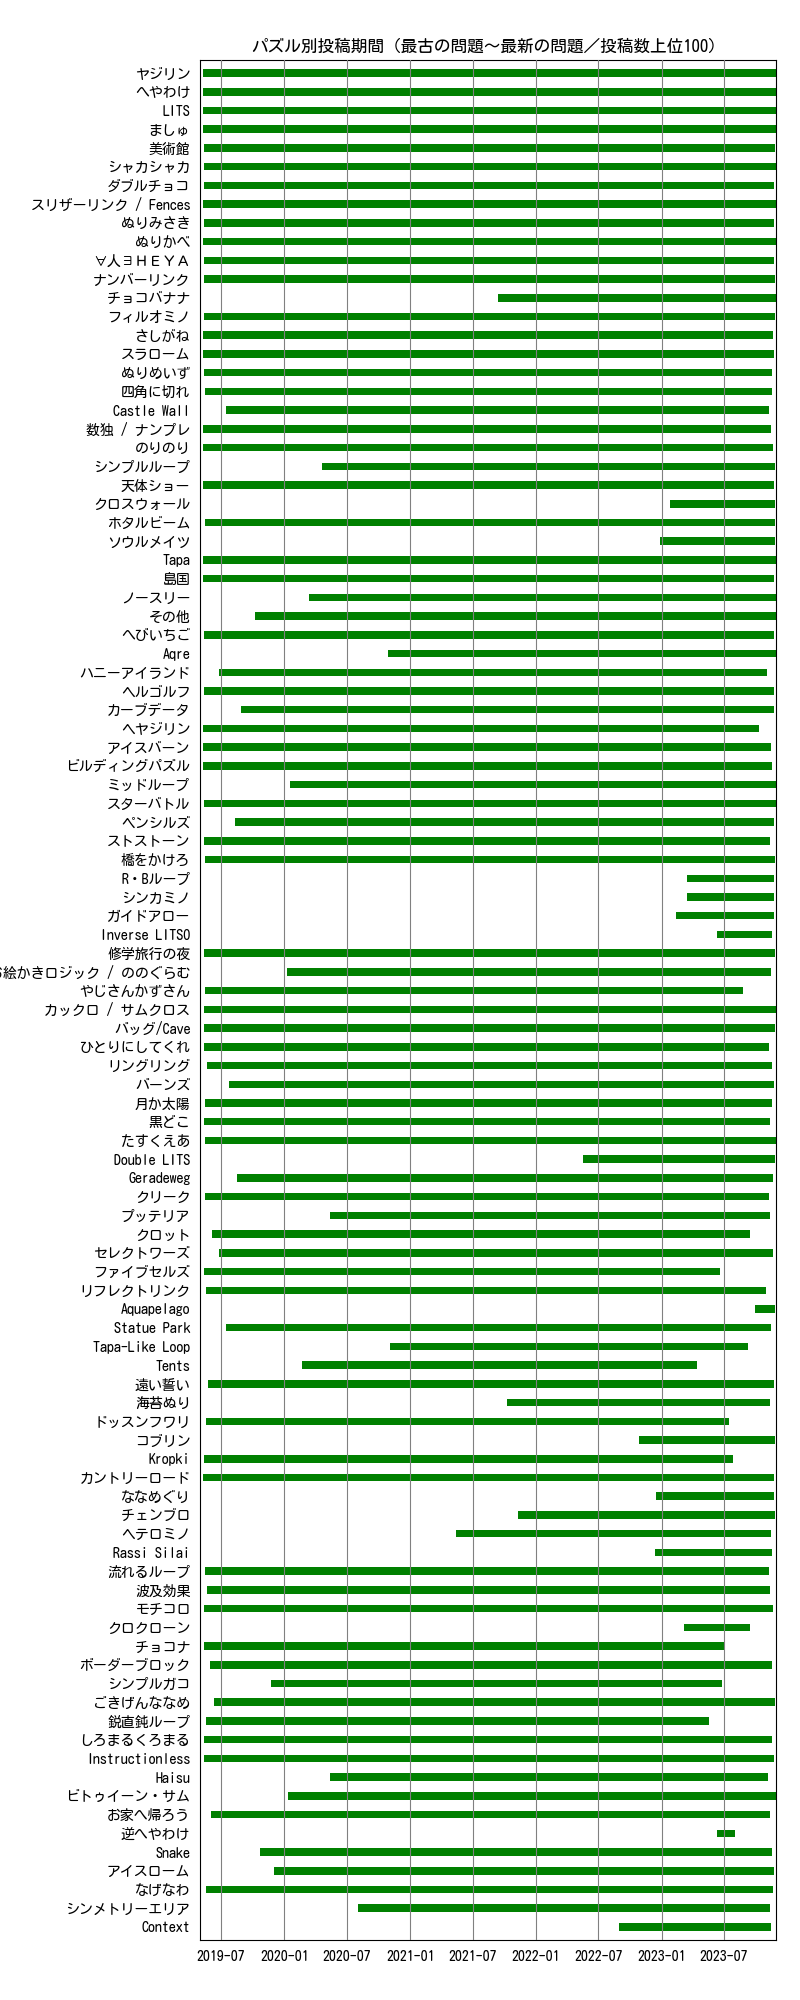 パズル別投稿期間（最古の問題～最新の問題／投稿数上位100）
ヤジリン
へやわけ
LITS
ましゅ
美術館
シャカシャカ
ダブルチョコ
スリザーリンク / Fences
ぬりみさき
ぬりかべ
∀人∃ＨＥＹＡ
ナンバーリンク
チョコバナナ
フィルオミノ
さしがね
スラローム
ぬりめいず
四角に切れ
Castle Wall
数独 / ナンプレ
のりのり
シンプルループ
天体ショー
クロスウォール
ホタルビーム
ソウルメイツ
Tapa
島国
ノースリー
その他
へびいちご
Aqre
ハニーアイランド
ヘルゴルフ
カーブデータ
ヘヤジリン
アイスバーン
ビルディングパズル
ミッドループ
スターバトル
ペンシルズ
ストストーン
橋をかけろ
R・Bループ
シンカミノ
ガイドアロー
Inverse LITSO
修学旅行の夜
絵かきロジック / ののぐらむ
やじさんかずさん
カックロ / サムクロス
バッグ/Cave
ひとりにしてくれ
リングリング
バーンズ
月か太陽
黒どこ
たすくえあ
Double LITS
Geradeweg
クリーク
プッテリア
クロット
セレクトワーズ
ファイブセルズ
リフレクトリンク
Aquapelago
Statue Park
Tapa-Like Loop
Tents
遠い誓い
海苔ぬり
ドッスンフワリ
コブリン
Kropki
カントリーロード
ななめぐり
チェンブロ
ヘテロミノ
Rassi Silai
流れるループ
波及効果
モチコロ
クロクローン
チョコナ
ボーダーブロック
シンプルガコ
ごきげんななめ
鋭直鈍ループ
しろまるくろまる
Instructionless
Haisu
ビトゥイーン・サム
お家へ帰ろう
逆へやわけ
Snake
アイスローム
なげなわ
シンメトリーエリア
Context
2019-07 2020-01 2020-07 2021-01 2021-07 2022-01 2022-07 2023-01 2023-07